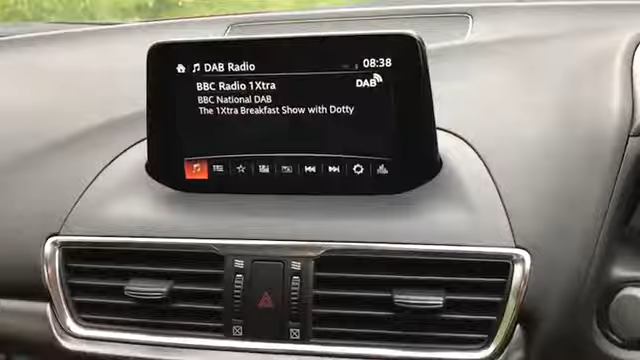 DAB Radio 08:38
BBC Radio 1Xtra DAB
BBC National DAB
The 1Xtra Breakfast Show with Dotty